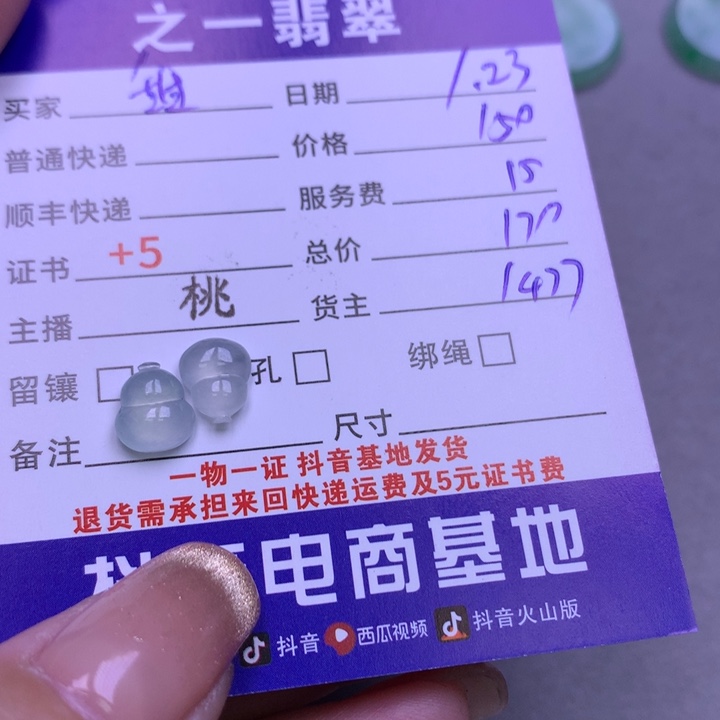 之一翡翠
买家 日期 1.23
普通快递 价格 150
顺丰快递 服务费 15
证书 +5 总价 170
主播 桃 货主 1477
留镶 孔 绑绳
备注 尺寸
一物一证 抖音基地发货
退货需承担来回快递运费及5元证书费
电商基地
抖音 西瓜视频 抖音火山版